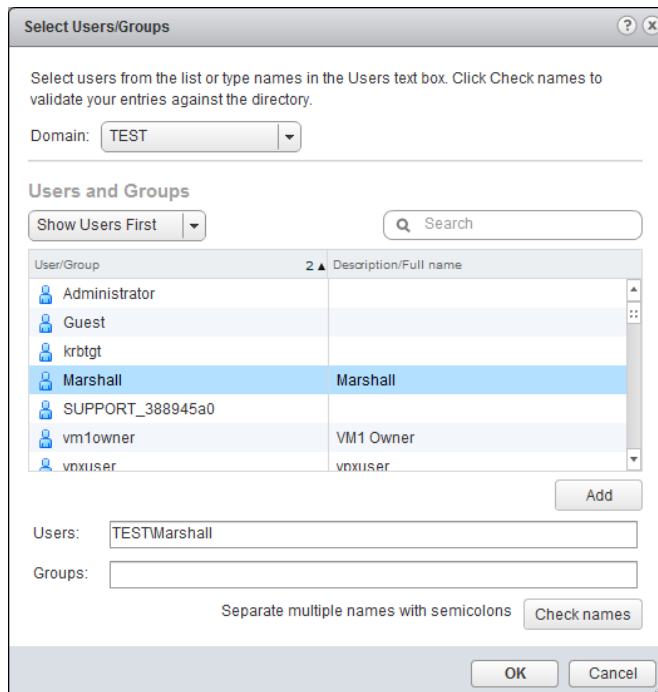 Select Users/Groups
Select users from the list or type names in the Users text box. Click Check names to
validate your entries against the directory.
Domain: TEST
Users and Groups
Show Users First Search
User/Group 2 ▲ Description/Full name
Administrator
Guest
krbtgt
Marshall Marshall
SUPPORT_388945a0
vm1owner VM1 Owner
vpxuser vpxuser
Add
Users: TEST\Marshall
Groups:
Separate multiple names with semicolons Check names
OK Cancel